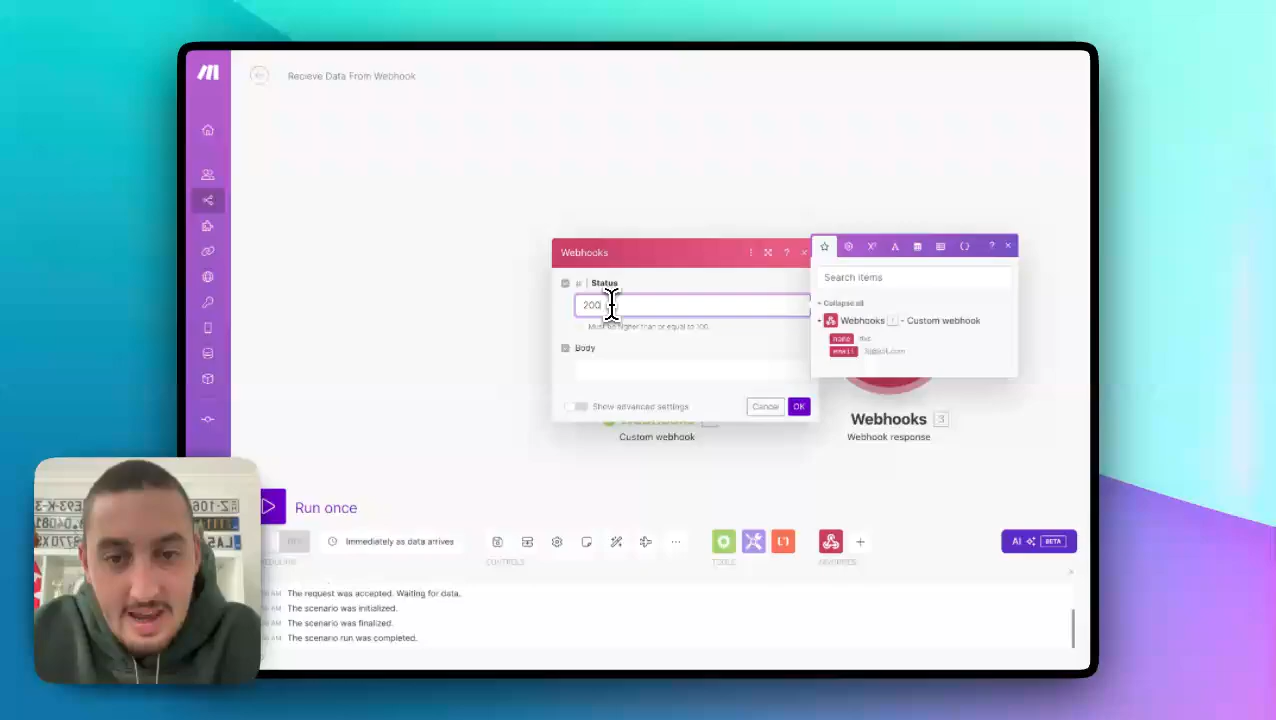 Recieve Data From Webhook
Webhooks
Status
200
Must be higher than or equal to 100.
Body
Show advanced settings
Cancel
OK
Search items
Collapse all
Webhooks
- Custom webhook
name
email
Custom webhook
Webhooks 3
Webhook response
Run once
Immediately as data arrives
CONTROLS
TOOLS
FAVORITES
AI BETA
The request was accepted. Waiting for data.
The scenario was initialized.
The scenario was finalized.
The scenario run was completed.